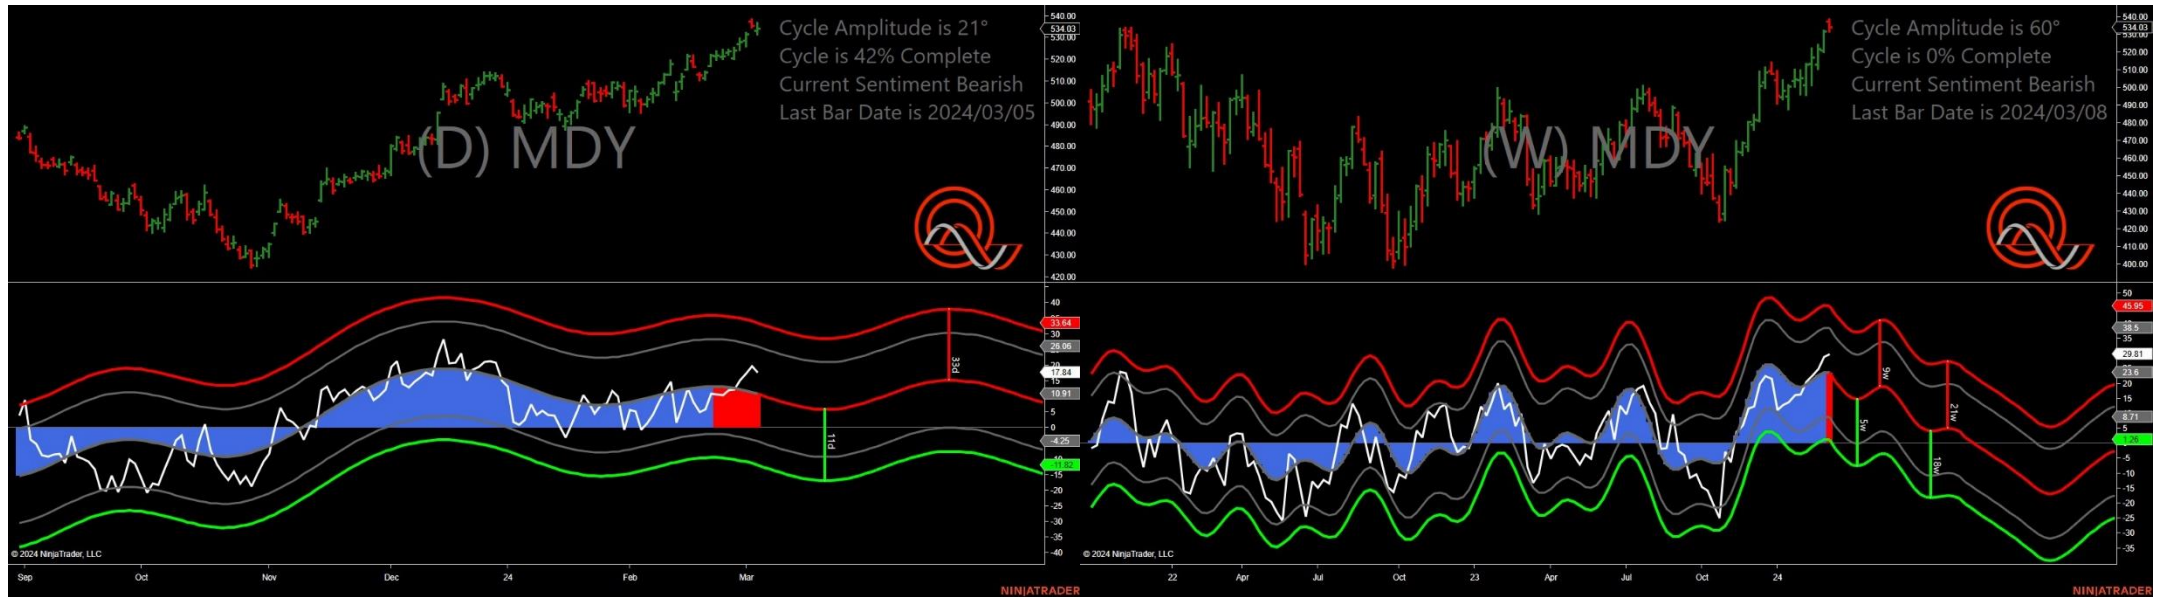 Cycle Amplitude is 21°
Cycle is 42% Complete
Current Sentiment Bearish
Last Bar Date is 2024/03/05
(D) MDY
540.00
534.03
530.00
520.00
510.00
500.00
490.00
480.00
470.00
460.00
450.00
440.00
430.00
420.00
40
33.64
30
26.06
20
17.84
15
10.91
5
0
-4.25
-11.82
-15
-20
-25
-30
-35
-40
33d
11d
© 2024 NinjaTrader, LLC
Sep
Oct
Nov
Dec
24
Feb
Mar
NINJATRADER
Cycle Amplitude is 60°
Cycle is 0% Complete
Current Sentiment Bearish
Last Bar Date is 2024/03/08
(W) MDY
540.00
534.03
530.00
520.00
510.00
500.00
490.00
480.00
470.00
460.00
450.00
440.00
430.00
420.00
410.00
400.00
50
45.95
38.5
35
29.81
23.6
20
15
8.71
5
1.26
-5
-10
-15
-20
-25
-30
-35
9w
5w
21w
18w
© 2024 NinjaTrader, LLC
22
Apr
Jul
Oct
23
Apr
Jul
Oct
24
NINJATRADER